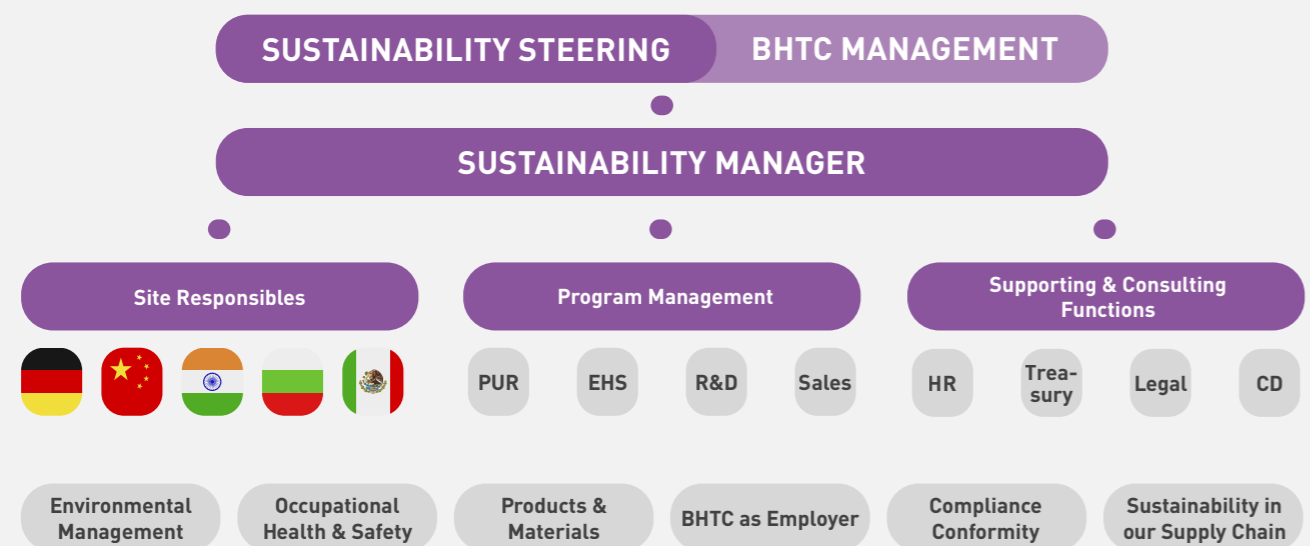 SUSTAINABILITY STEERING
BHTC MANAGEMENT
SUSTAINABILITY MANAGER
Site Responsibles
Program Management
Supporting & Consulting
Functions
PUR
EHS
R&D
Sales
HR
Trea-
sury
Legal
CD
Environmental
Management
Occupational
Health & Safety
Products &
Materials
BHTC as Employer
Compliance
Conformity
Sustainability in
our Supply Chain